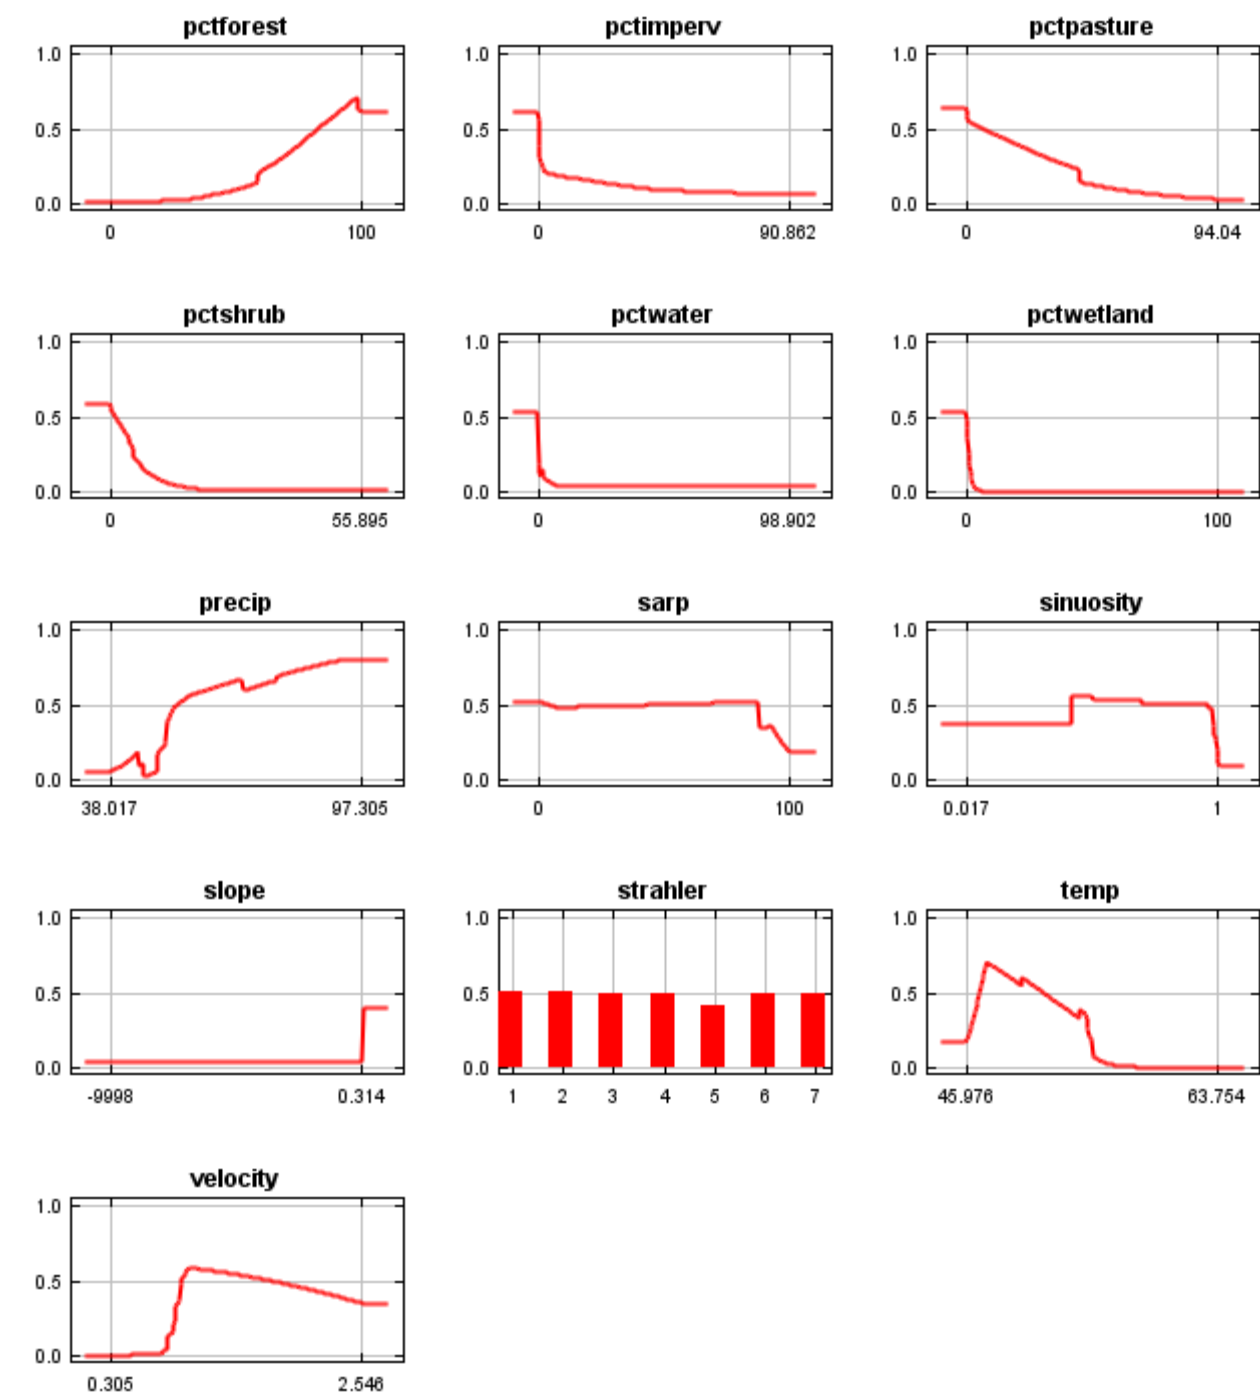 pctforest pctimperv pctpasture
1.0 1.0 1.0
0.5 0.5 0.5
0.0 0.0 0.0
0 100 0 90.862 0 94.04
pctshrub pctwater pctwetland
1.0 1.0 1.0
0.5 0.5 0.5
0.0 0.0 0.0
0 55.895 0 98.902 0 100
precip sarp sinuosity
1.0 1.0 1.0
0.5 0.5 0.5
0.0 0.0 0.0
38.017 97.305 0 100 0.017 1
slope strahler temp
1.0 1.0 1.0
0.5 0.5 0.5
0.0 0.0 0.0
-9998 0.314 1 2 3 4 5 6 7 45.976 63.754
velocity
1.0
0.5
0.0
0.305 2.546